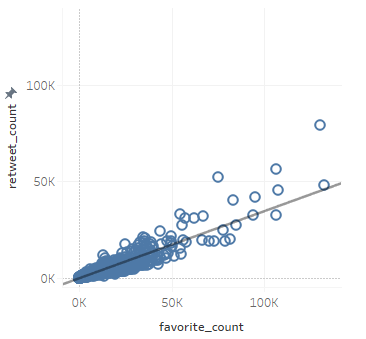 100K
50K
0K
retweet_count
0K 50K 100K
favorite_count